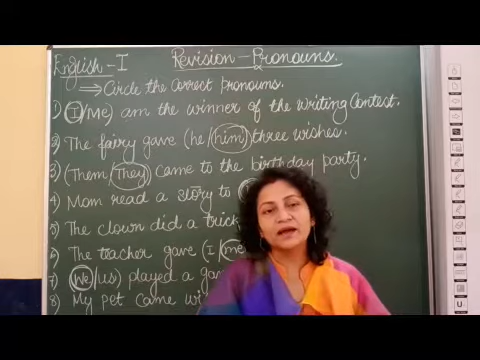 English - I Revision - Pronouns.
⟹ Circle the Correct pronouns.
1) (I/Me) am the winner of the Writing Contest.
2) The fairy gave (he/him) three wishes.
3) (Them/They) Came to the birthday party.
4) Mom read a story to
5) The clown did a trick
6) The teacher gave (I/me
7) (We/us) played a
8) My pet came